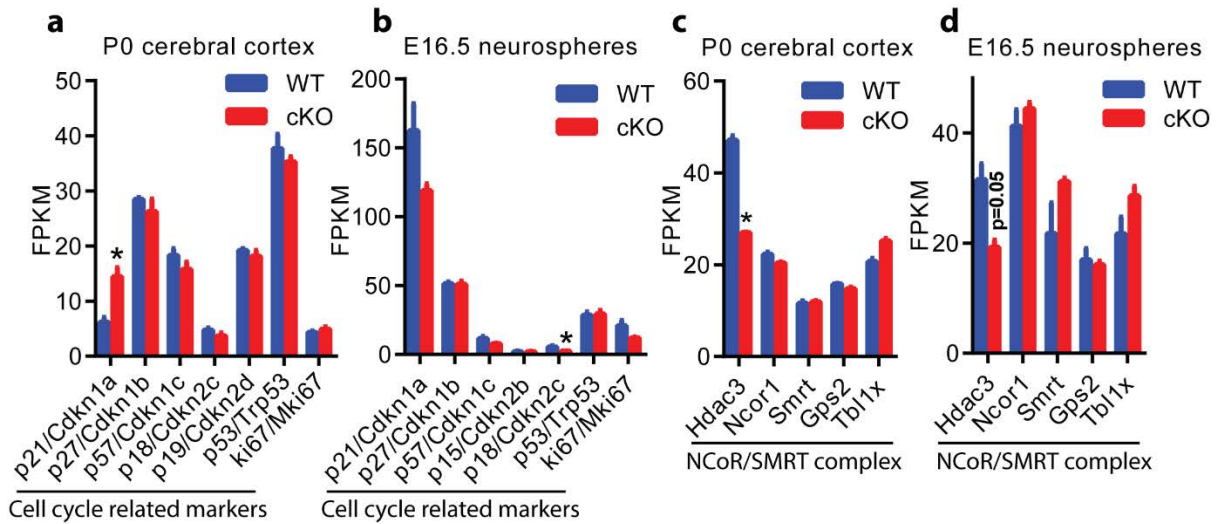 a
P0 cerebral cortex
FPKM
50
40
30
20
10
0
WT
cKO
*
p21/Cdkn1a
p27/Cdkn1b
p57/Cdkn1c
p18/Cdkn2c
p19/Cdkn2d
p53/Trp53
ki67/Mki67
Cell cycle related markers
b
E16.5 neurospheres
FPKM
200
150
100
50
0
WT
cKO
*
p21/Cdkn1a
p27/Cdkn1b
p57/Cdkn1c
p15/Cdkn2b
p18/Cdkn2c
p53/Trp53
ki67/Mki67
Cell cycle related markers
c
P0 cerebral cortex
FPKM
60
40
20
0
WT
cKO
*
Hdac3
Ncor1
Smrt
Gps2
Tbl1x
NCoR/SMRT complex
d
E16.5 neurospheres
FPKM
40
20
0
WT
cKO
p=0.05
Hdac3
Ncor1
Smrt
Gps2
Tbl1x
NCoR/SMRT complex